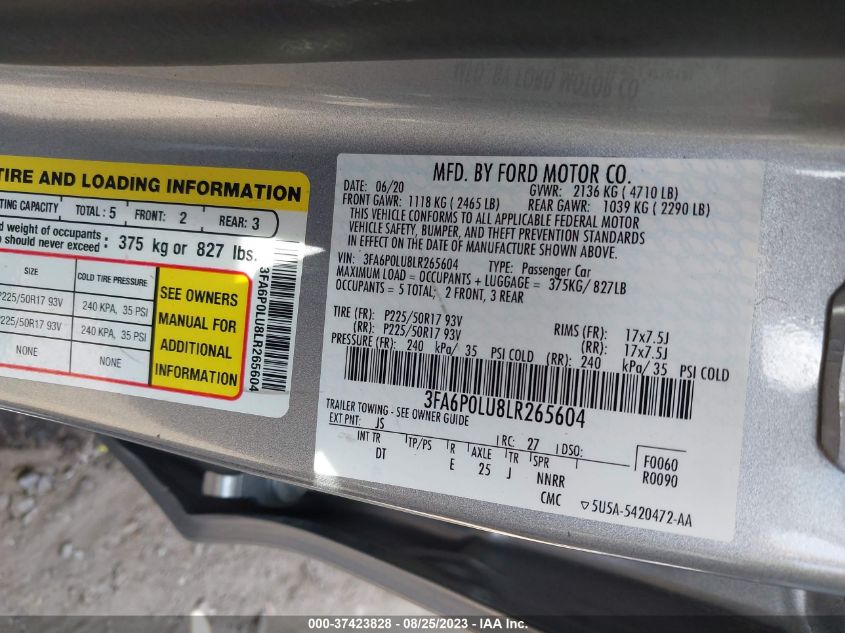 TIRE AND LOADING INFORMATION
TING CAPACITY TOTAL : 5 FRONT: 2 REAR: 3
d weight of occupants :
should never exceed : 375 kg or 827 lbs.
SIZE COLD TIRE PRESSURE
P225/50R17 93V 240 KPA, 35 PSI
P225/50R17 93V 240 KPA, 35 PSI
NONE NONE
SEE OWNERS
MANUAL FOR
ADDITIONAL
INFORMATION
3FA6P0LU8LR265604
MFD. BY FORD MOTOR CO.
DATE: 06/20 GVWR: 2136 KG ( 4710 LB)
FRONT GAWR: 1118 KG ( 2465 LB) REAR GAWR: 1039 KG ( 2290 LB)
THIS VEHICLE CONFORMS TO ALL APPLICABLE FEDERAL MOTOR
VEHICLE SAFETY, BUMPER, AND THEFT PREVENTION STANDARDS
IN EFFECT ON THE DATE OF MANUFACTURE SHOWN ABOVE.
VIN: 3FA6P0LU8LR265604 TYPE: Passenger Car
MAXIMUM LOAD = OCCUPANTS + LUGGAGE = 375KG/ 827LB
OCCUPANTS = 5 TOTAL; 2 FRONT, 3 REAR
TIRE (FR): P225/50R17 93V RIMS (FR): 17x7.5J
(RR): P225/50R17 93V (RR): 17x7.5J
PRESSURE (FR): 240 kPa/ 35 PSI COLD (RR): 240 kPa/35 PSI COLD
3FA6P0LU8LR265604
TRAILER TOWING - SEE OWNER GUIDE
EXT PNT: JS RC: 27 DSO:
INT TR TP/PS R AXLE TR SPR F0060
DT E 25 J NNRR R0090
CMC ▽5USA-5420472-AA
000-37423828 - 08/25/2023 - IAA Inc.